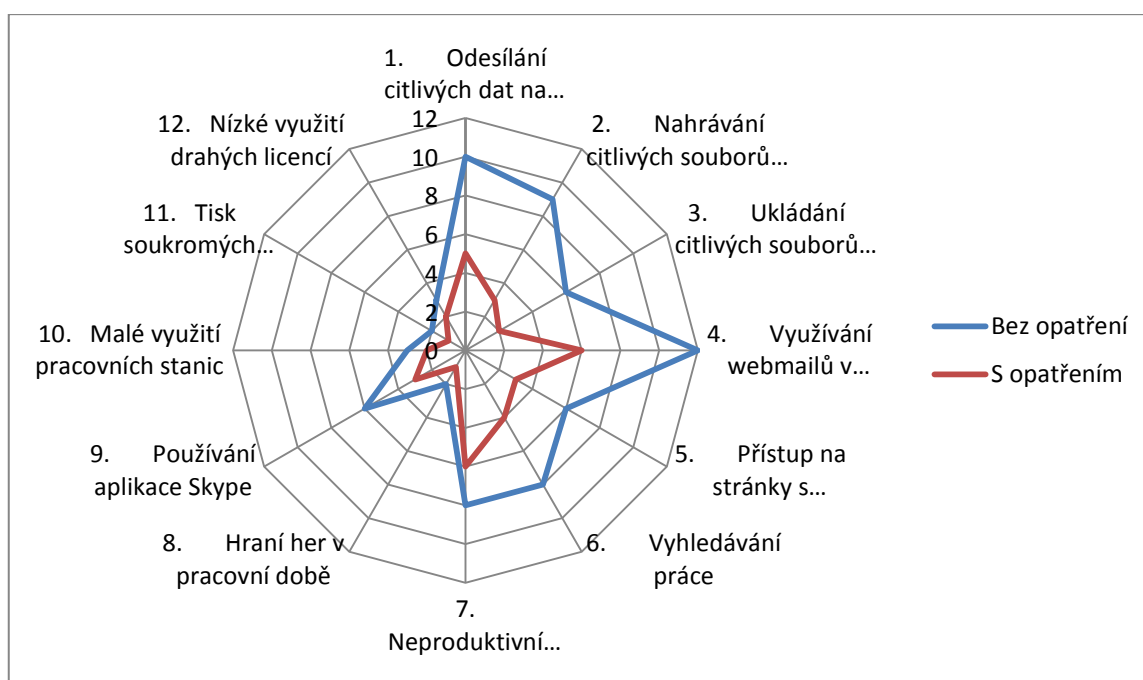 1. Odesílání
citlivých dat na...
2. Nahrávání
citlivých souborů...
3. Ukládání
citlivých souborů...
4. Využívání
webmailů v...
5. Přístup na
stránky s...
6. Vyhledávání
práce
7.
Neproduktivní...
8. Hraní her v
pracovní době
9. Používání
aplikace Skype
10. Malé využití
pracovních stanic
11. Tisk
soukromých...
12. Nízké využití
drahých licencí
12
10
8
6
4
2
0
Bez opatření
S opatřením